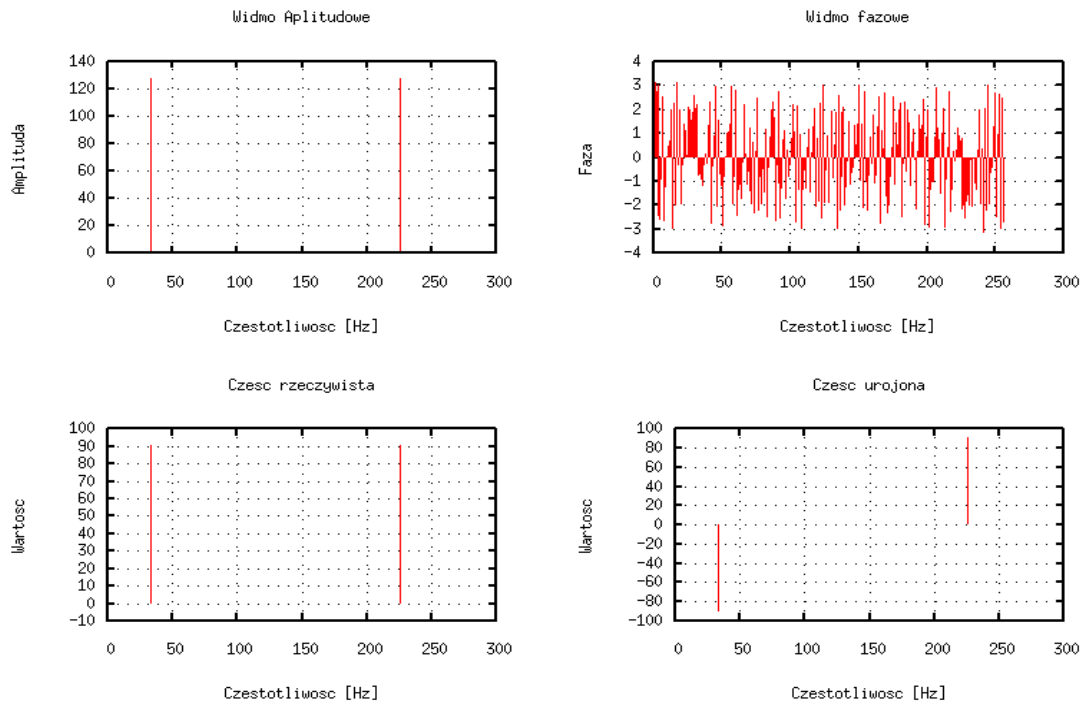 Widmo Aplitudowe
Amplituda
140
120
100
80
60
40
20
0
0 50 100 150 200 250 300
Czestotliwosc [Hz]
Widmo fazowe
Faza
4
3
2
1
0
-1
-2
-3
-4
0 50 100 150 200 250 300
Czestotliwosc [Hz]
Czesc rzeczywista
Wartosc
100
90
80
70
60
50
40
30
20
10
0
-10
0 50 100 150 200 250 300
Czestotliwosc [Hz]
Czesc urojona
Wartosc
100
80
60
40
20
0
-20
-40
-60
-80
-100
0 50 100 150 200 250 300
Czestotliwosc [Hz]